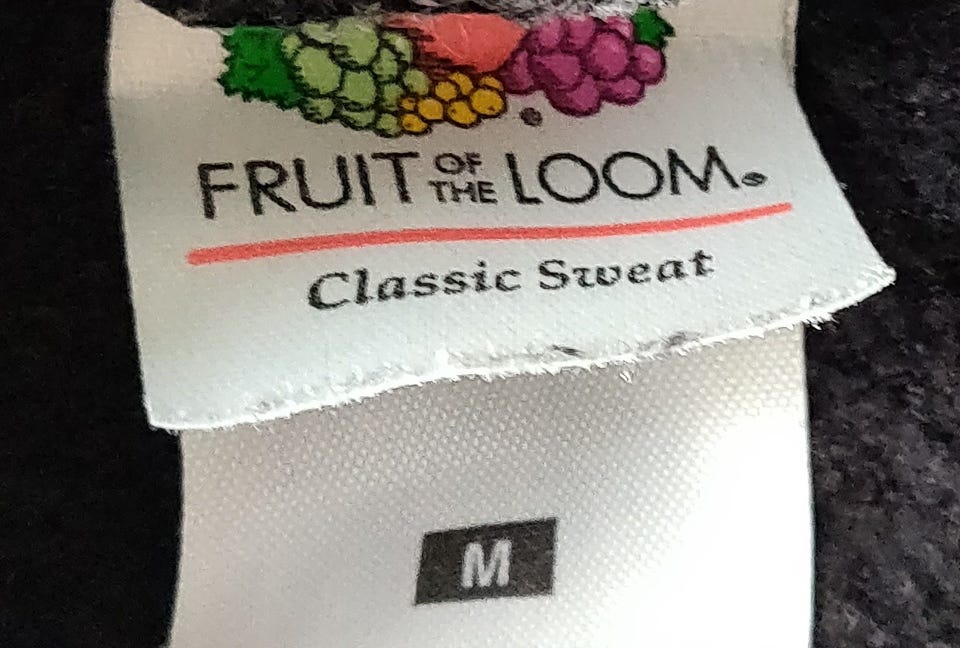 FRUIT OF THE LOOM®
Classic Sweat
M